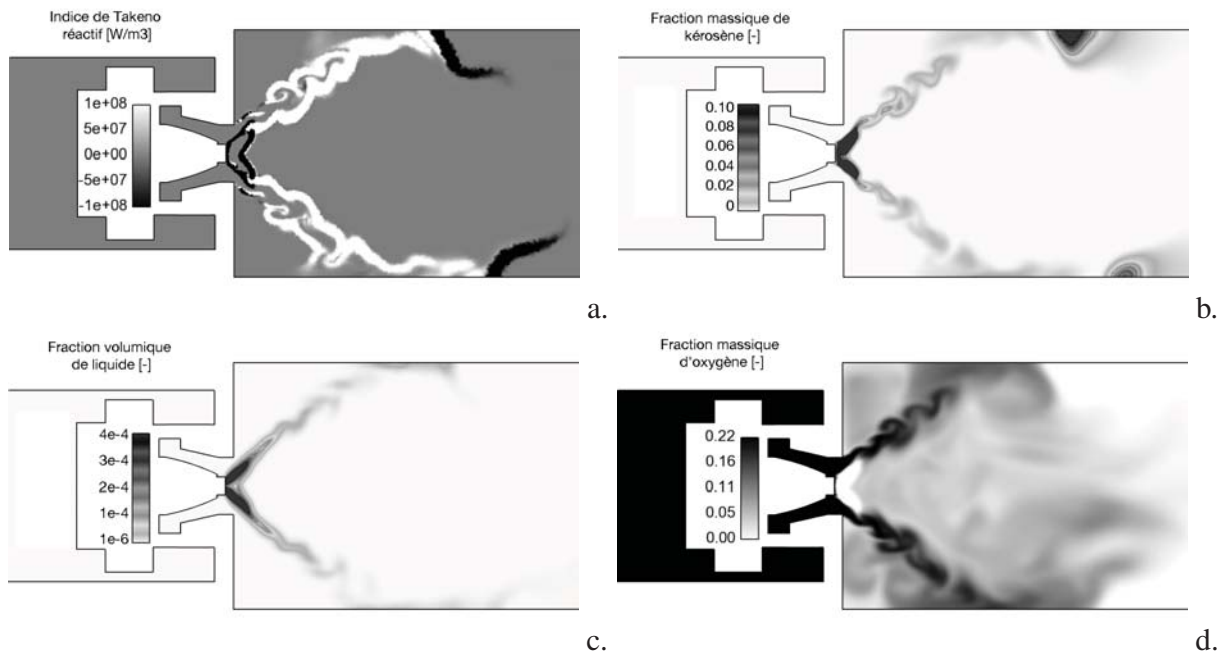 Indice de Takeno
réactif [W/m3]
1e+08
5e+07
0e+00
-5e+07
-1e+08
a.
Fraction massique de
kérosène [-]
0.10
0.08
0.06
0.04
0.02
0
b.
Fraction volumique
de liquide [-]
4e-4
3e-4
2e-4
1e-4
1e-6
c.
Fraction massique
d'oxygène [-]
0.22
0.16
0.11
0.05
0.00
d.